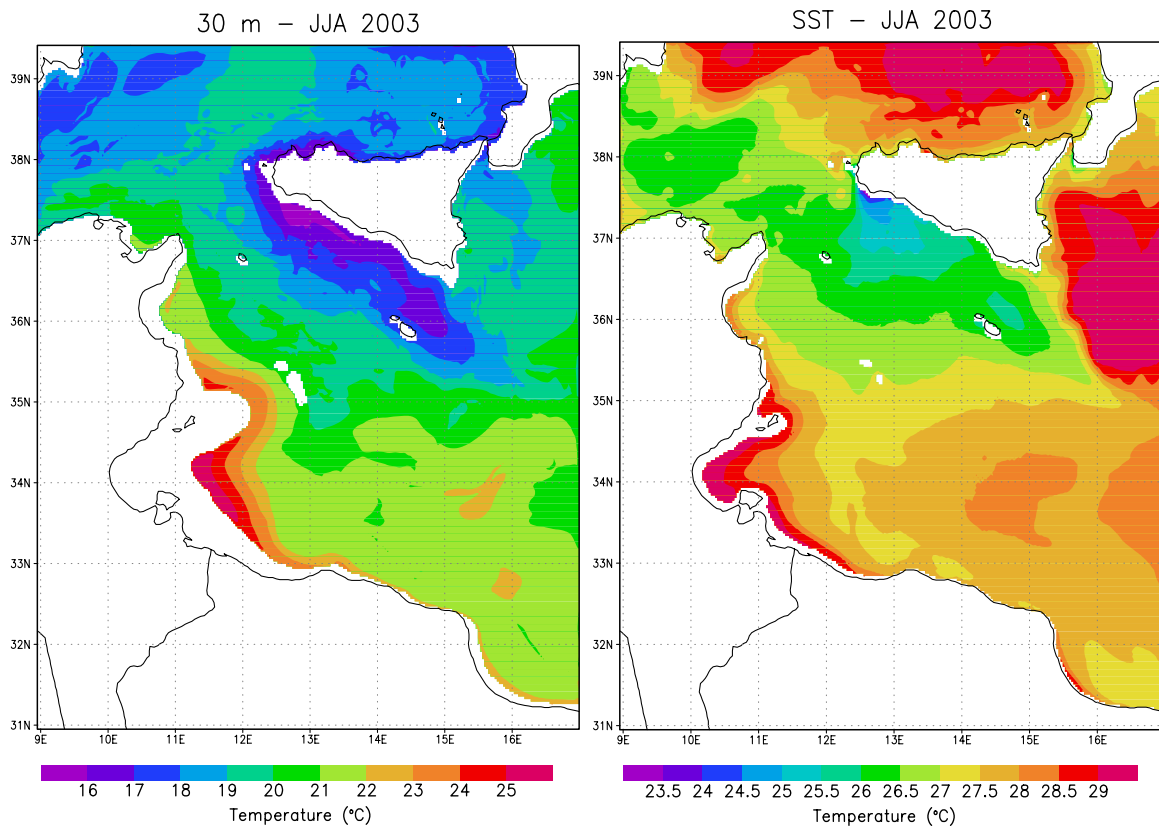 30 m – JJA 2003
39N
38N
37N
36N
35N
34N
33N
32N
31N
9E 10E 11E 12E 13E 14E 15E 16E
16 17 18 19 20 21 22 23 24 25
Temperature (°C)
SST – JJA 2003
39N
38N
37N
36N
35N
34N
33N
32N
31N
9E 10E 11E 12E 13E 14E 15E 16E
23.5 24 24.5 25 25.5 26 26.5 27 27.5 28 28.5 29
Temperature (°C)